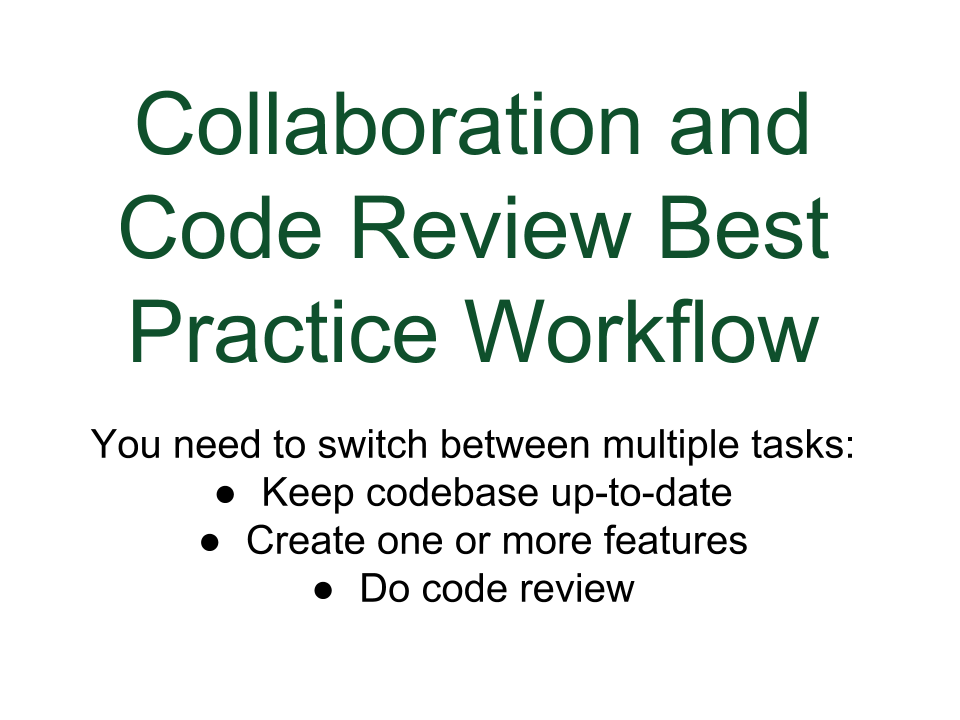 Collaboration and
Code Review Best
Practice Workflow
You need to switch between multiple tasks:
● Keep codebase up-to-date
● Create one or more features
● Do code review